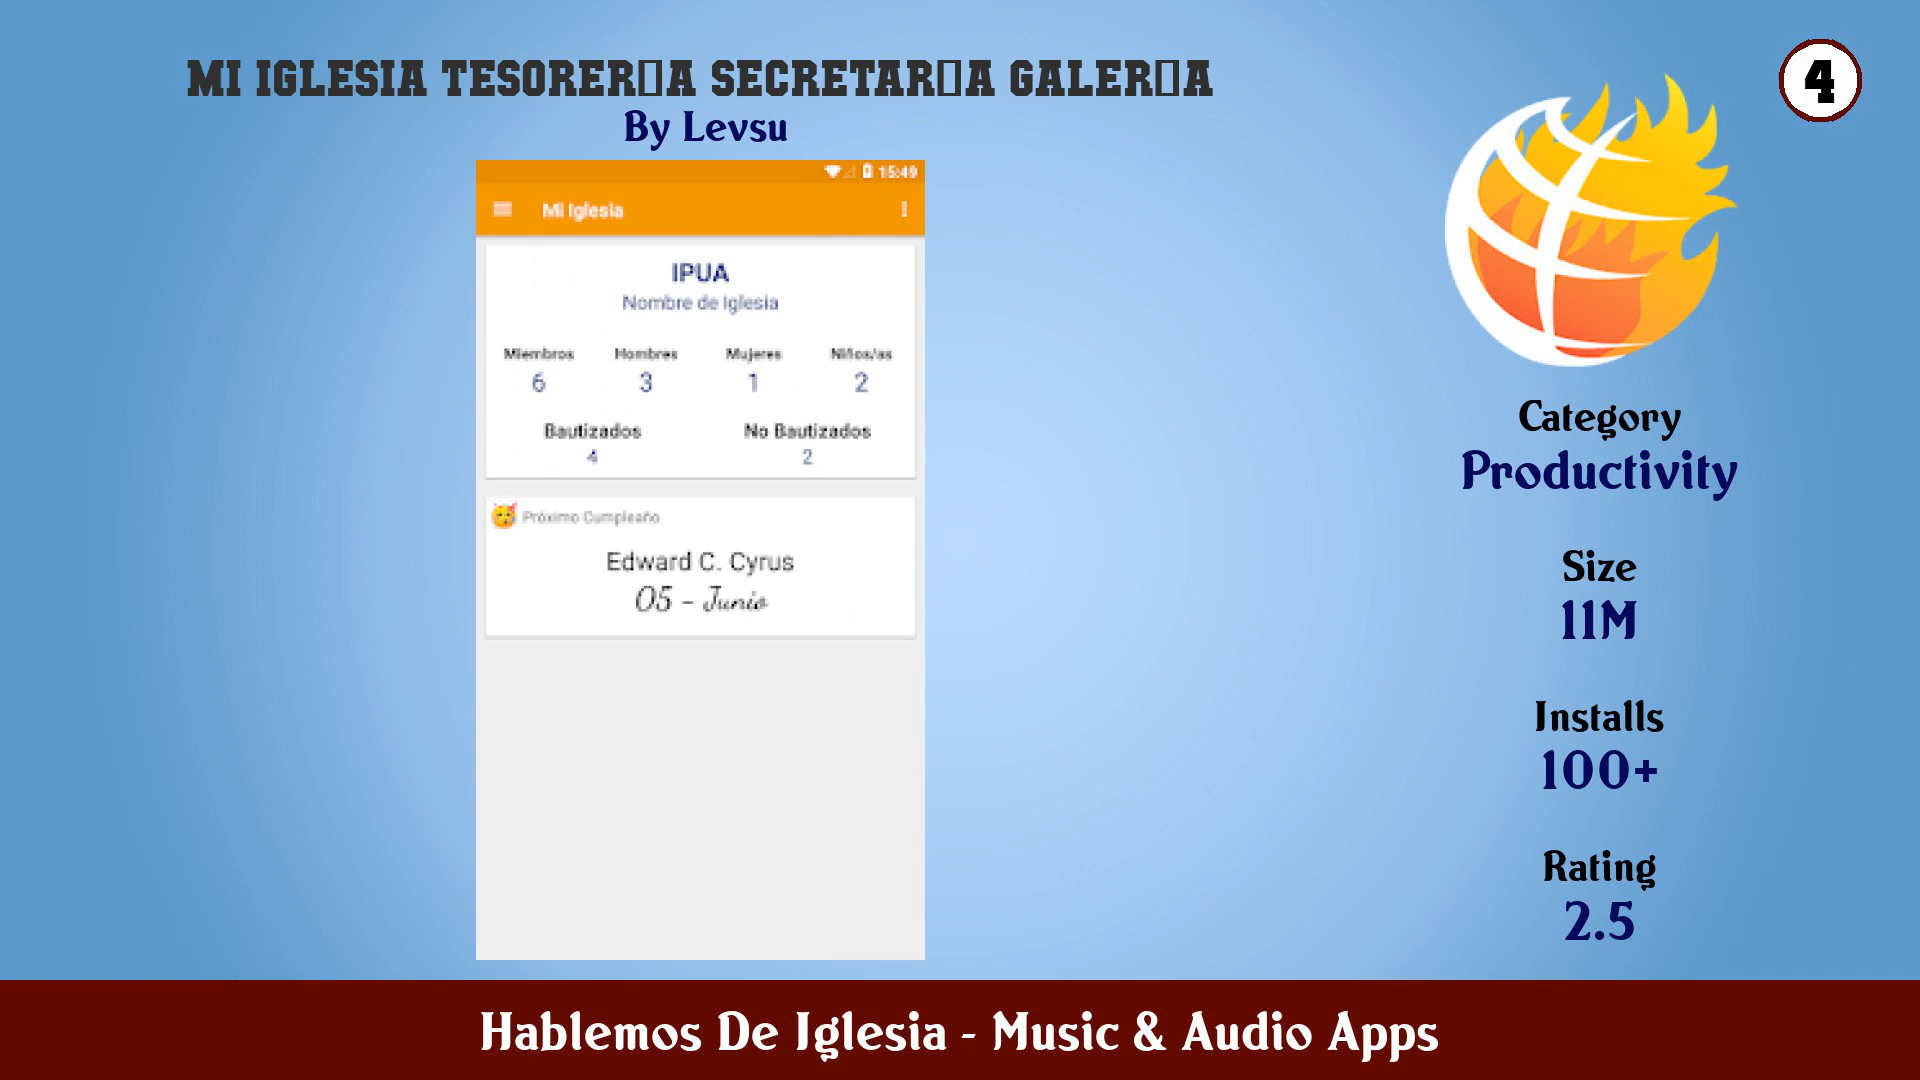 MI IGLESIA TESORER▯A SECRETAR▯A GALER▯A
By Levsu
4
15:49
Mi Iglesia
IPUA
Nombre de Iglesia
Miembros Hombres Mujeres Niños/as
6 3 1 2
Bautizados No Bautizados
4 2
Próximo Cumpleaño
Edward C. Cyrus
05 - Junio
Category
Productivity
Size
11M
Installs
100+
Rating
2.5
Hablemos De Iglesia - Music & Audio Apps